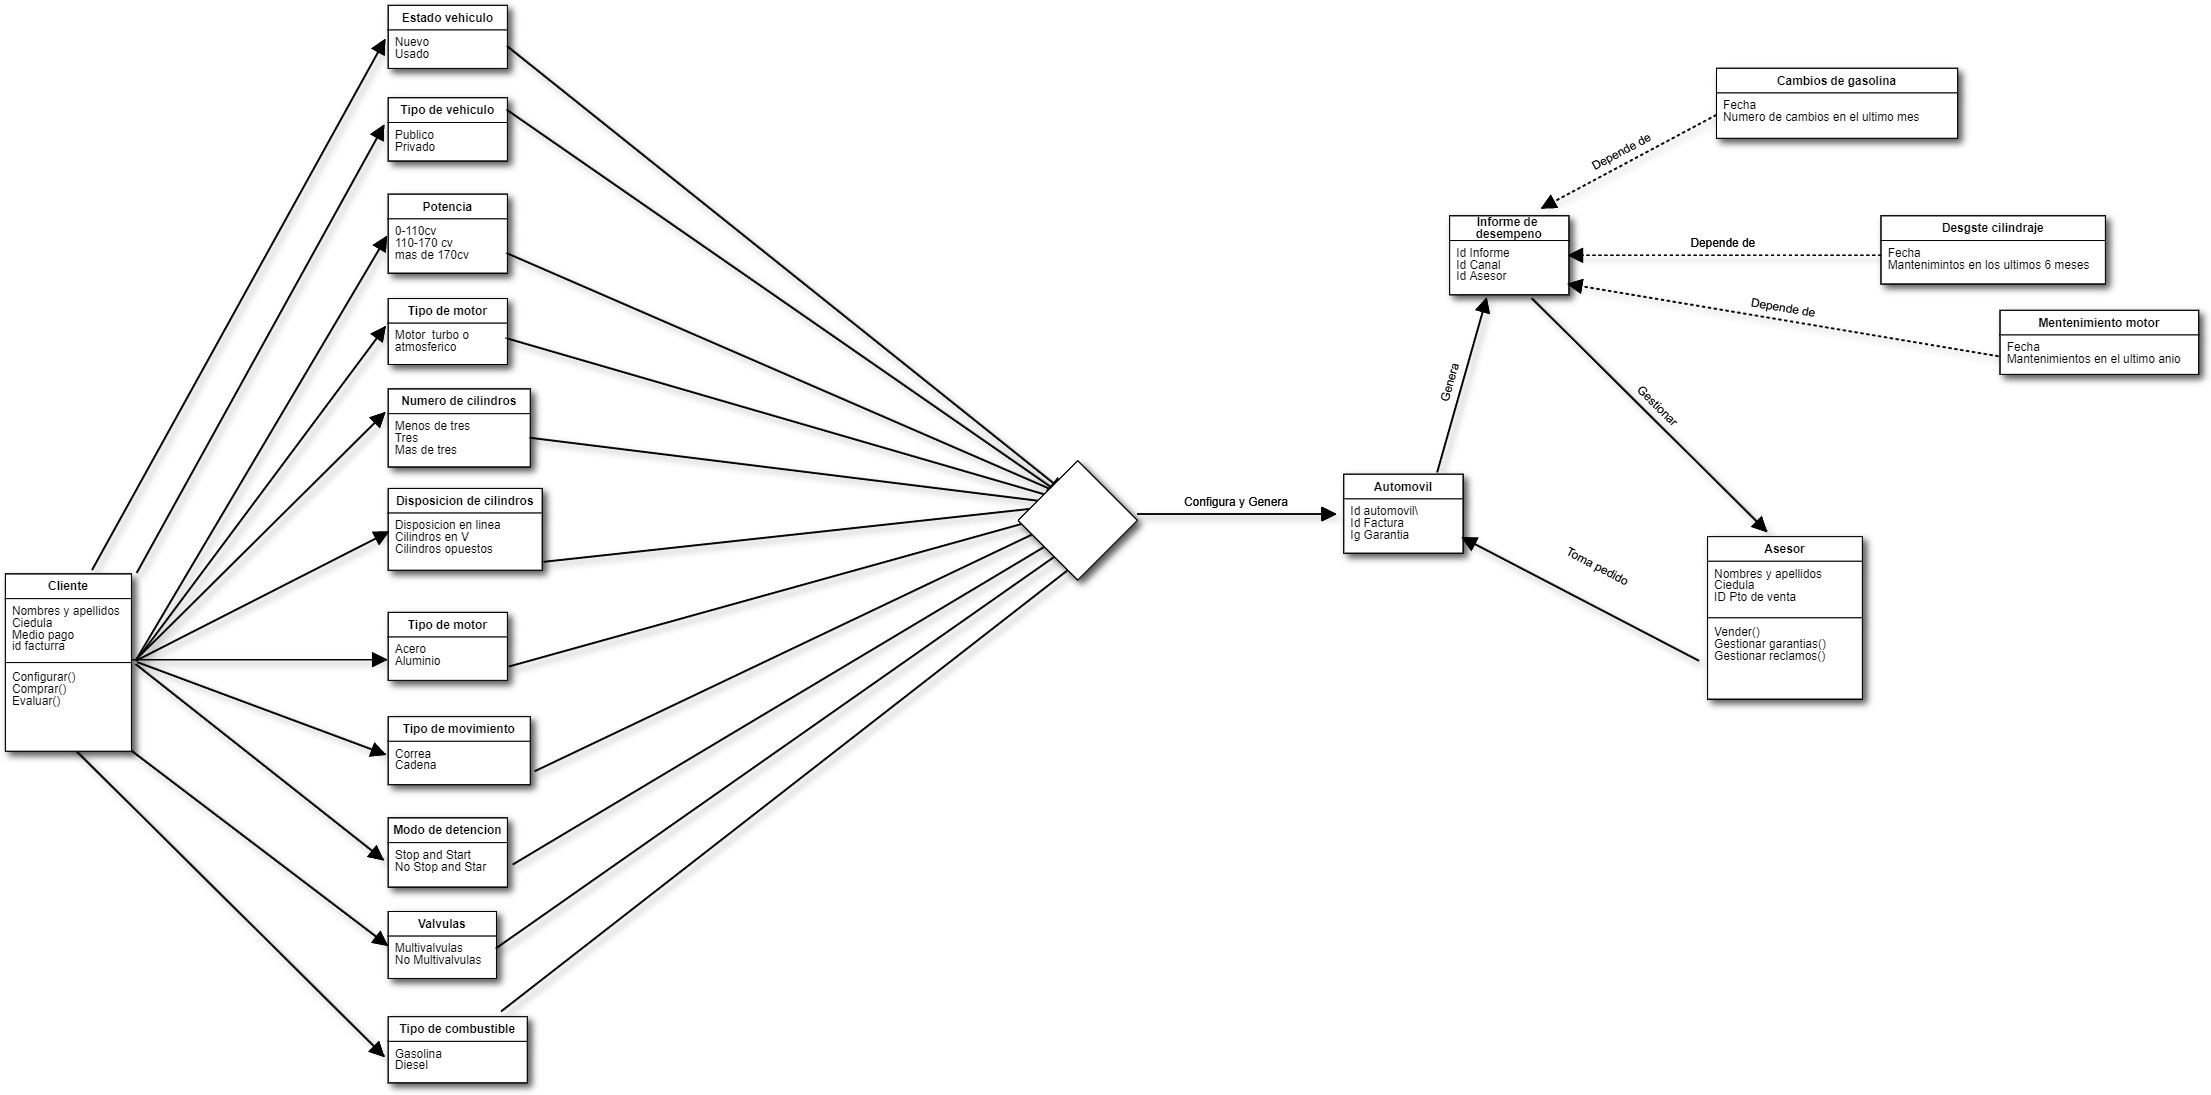 Estado vehiculo
Nuevo
Usado
Tipo de vehiculo
Publico
Privado
Potencia
0-110cv
110-170 cv
mas de 170cv
Tipo de motor
Motor turbo o
atmosferico
Numero de cilindros
Menos de tres
Tres
Mas de tres
Disposicion de cilindros
Disposicion en linea
Cilindros en V
Cilindros opuestos
Cliente
Nombres y apellidos
Ciedula
Medio pago
id facturra
Configurar()
Comprar()
Evaluar()
Tipo de motor
Acero
Aluminio
Tipo de movimiento
Correa
Cadena
Modo de detencion
Stop and Start
No Stop and Star
Valvulas
Multivalvulas
No Multivalvulas
Tipo de combustible
Gasolina
Diesel
Configura y Genera
Automovil
Id automovil\
Id Factura
Ig Garantia
Genera
Informe de
desempeno
Id Informe
Id Canal
Id Asesor
Depende de
Cambios de gasolina
Fecha
Numero de cambios en el ultimo mes
Depende de
Desgste cilindraje
Fecha
Mantenimintos en los ultimos 6 meses
Depende de
Mentenimiento motor
Fecha
Mantenimientos en el ultimo anio
Gestionar
Toma pedido
Asesor
Nombres y apellidos
Ciedula
ID Pto de venta
Vender()
Gestionar garantias()
Gestionar reclamos()